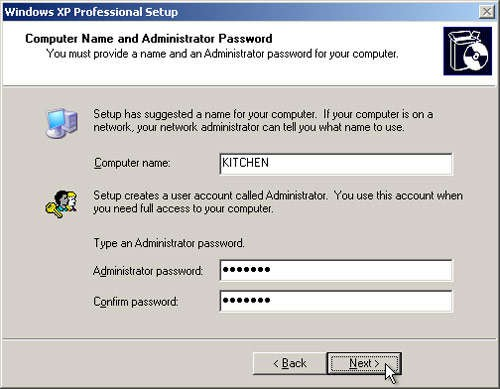 Windows XP Professional Setup
Computer Name and Administrator Password
You must provide a name and an Administrator password for your computer.
Setup has suggested a name for your computer. If your computer is on a
network, your network administrator can tell you what name to use.
Computer name:
KITCHEN
Setup creates a user account called Administrator. You use this account when
you need full access to your computer.
Type an Administrator password.
Administrator password: •••••••
Confirm password: •••••••
< Back
Next >